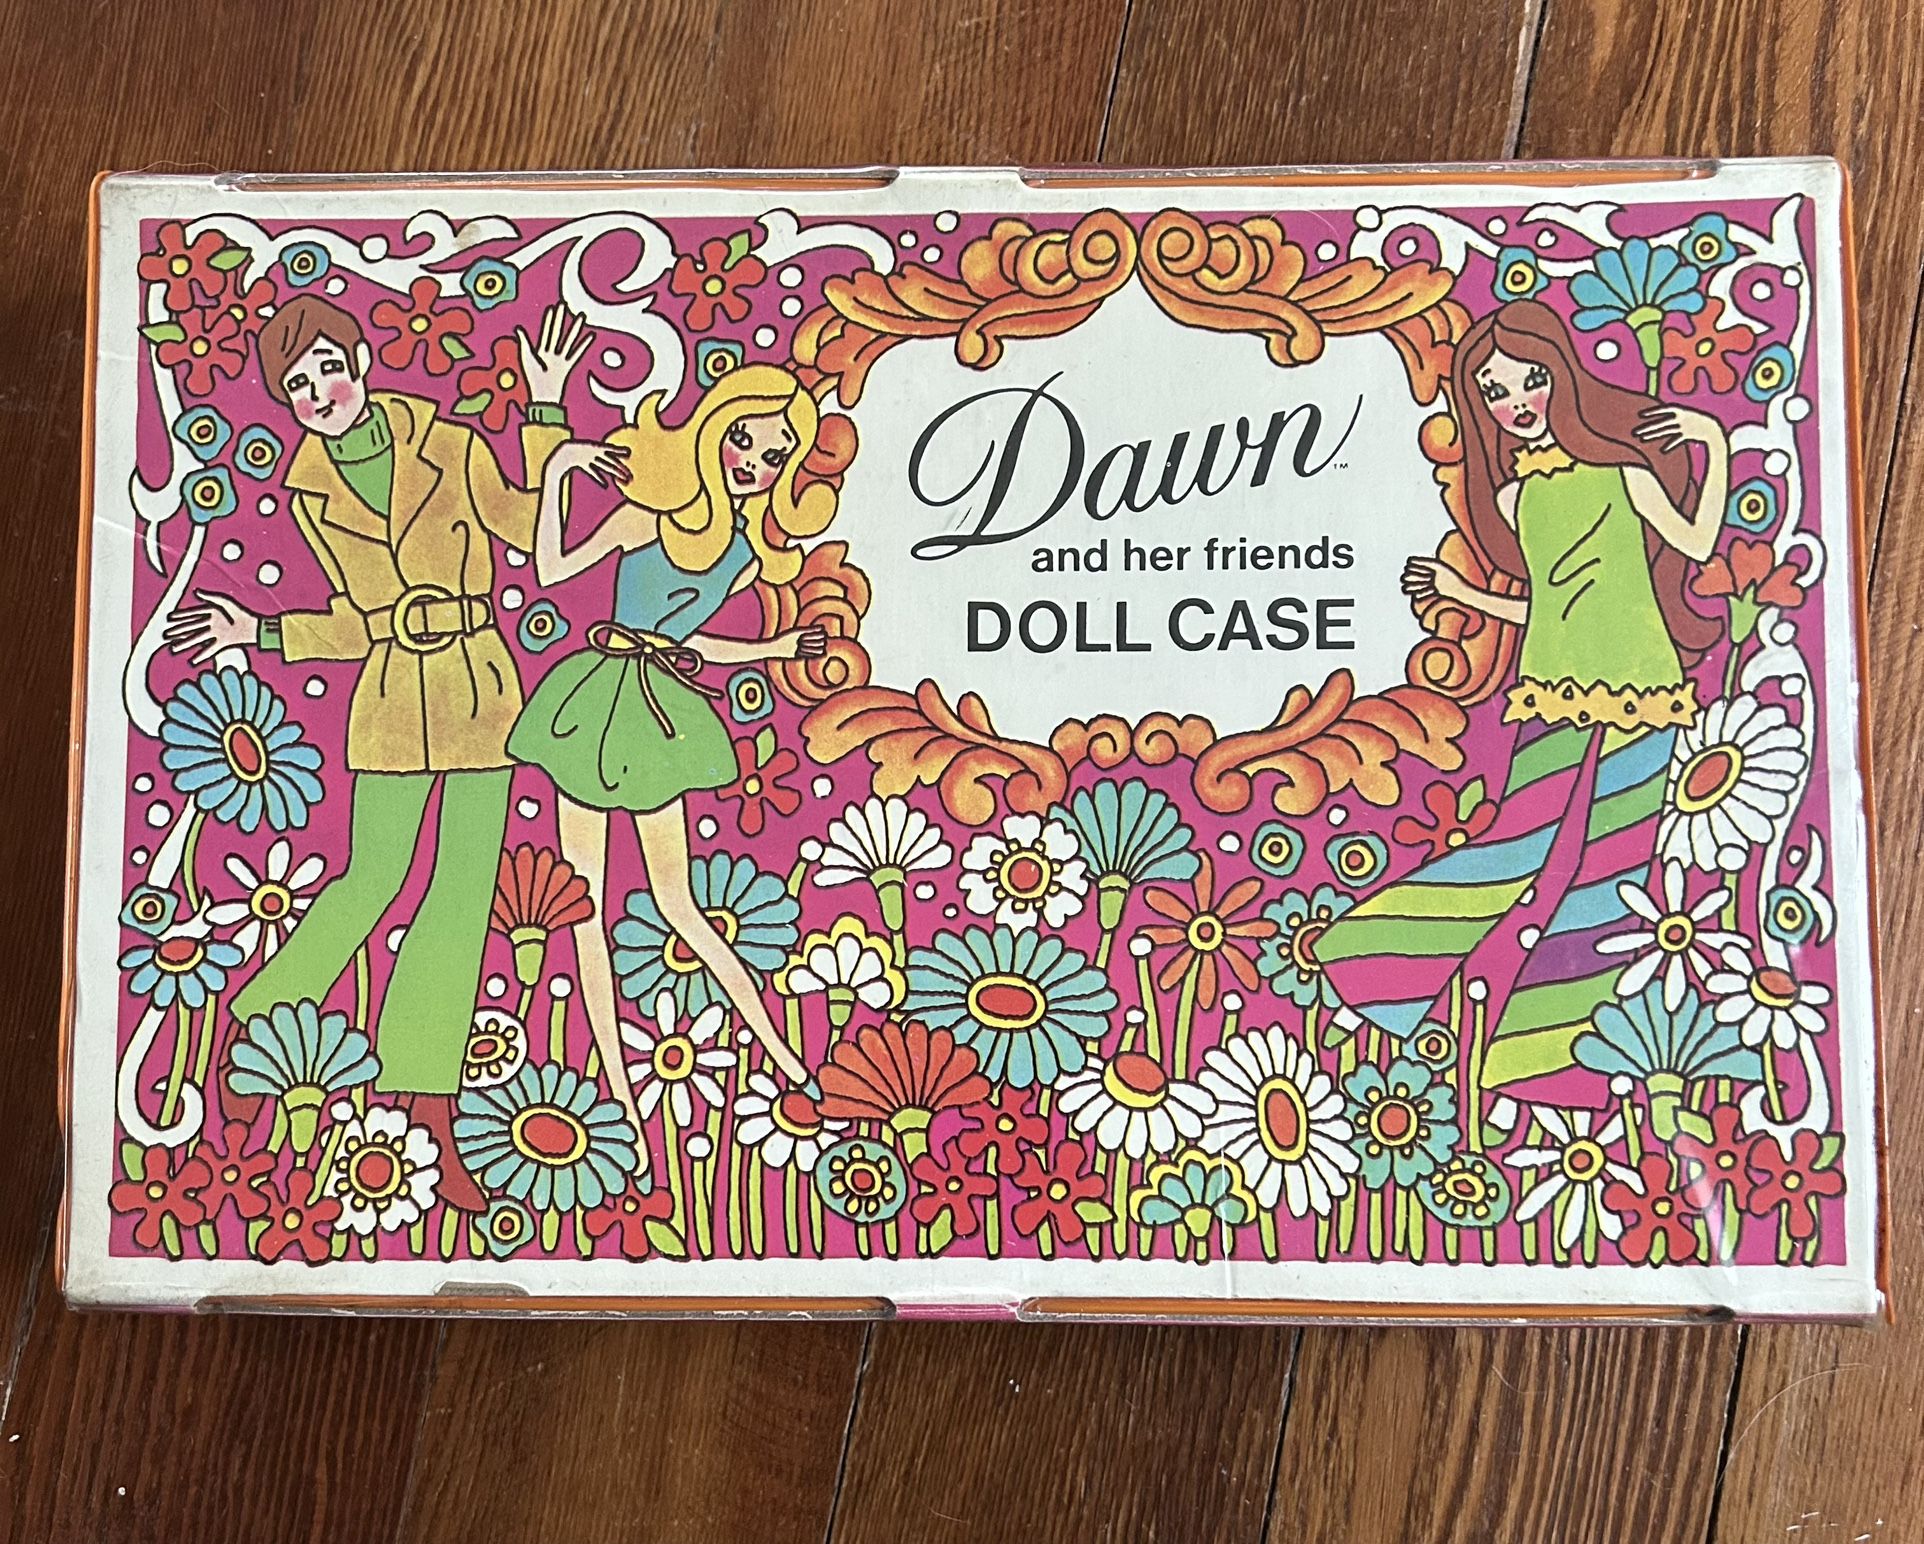 Dawn™
and her friends
DOLL CASE